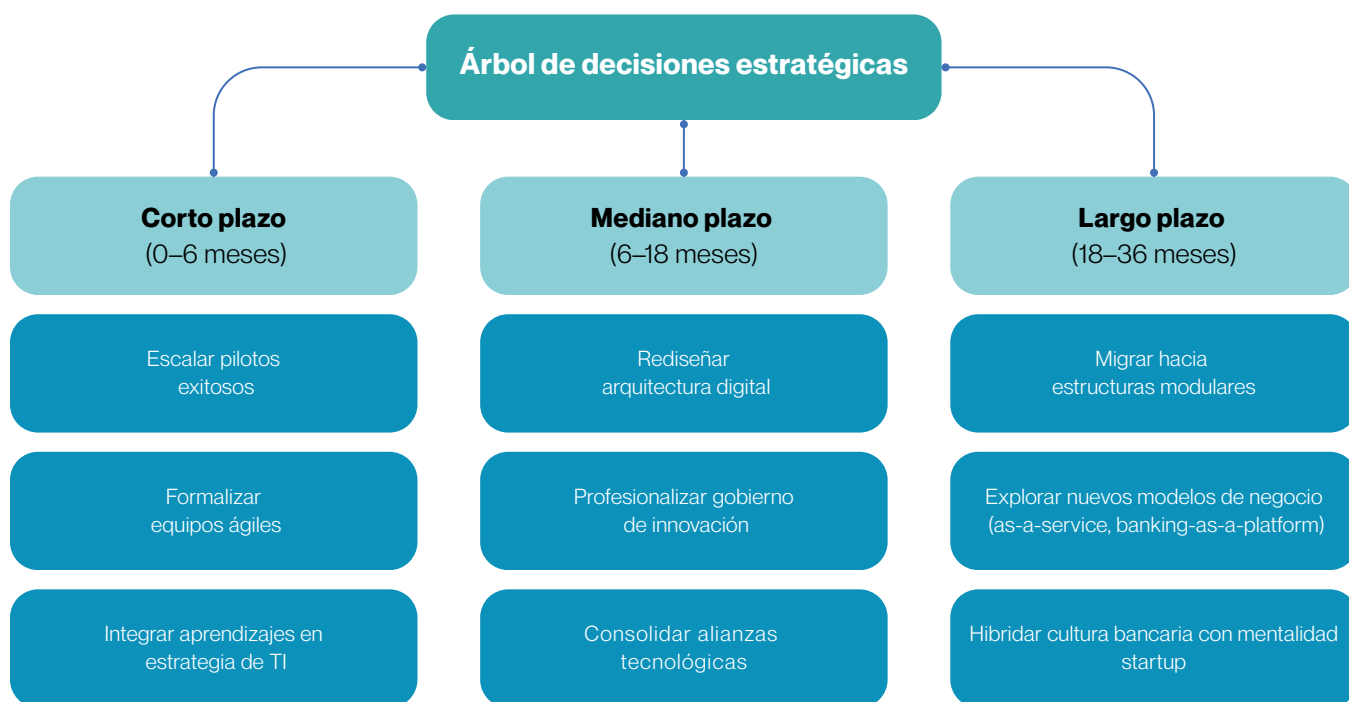 Árbol de decisiones estratégicas
Corto plazo
(0–6 meses)
Escalar pilotos
exitosos
Formalizar
equipos ágiles
Integrar aprendizajes en
estrategia de TI
Mediano plazo
(6–18 meses)
Rediseñar
arquitectura digital
Profesionalizar gobierno
de innovación
Consolidar alianzas
tecnológicas
Largo plazo
(18–36 meses)
Migrar hacia
estructuras modulares
Explorar nuevos modelos de negocio
(as-a-service, banking-as-a-platform)
Hibridar cultura bancaria con mentalidad
startup